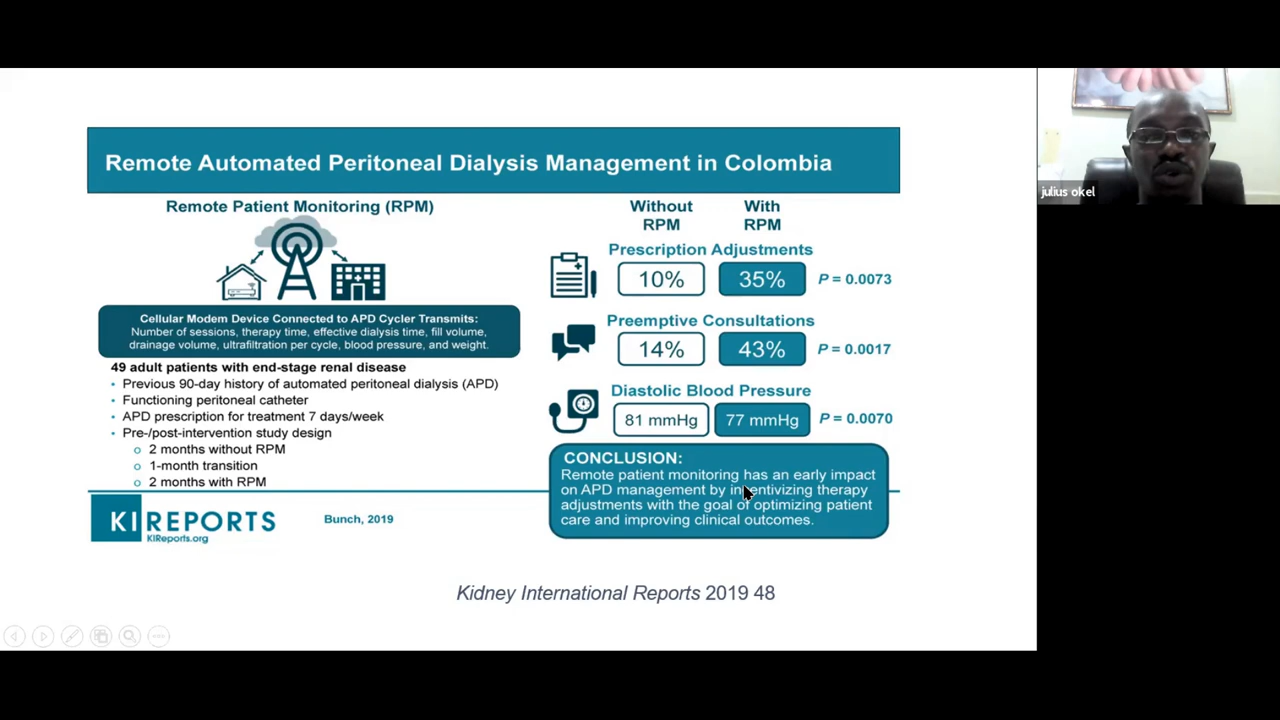 Remote Automated Peritoneal Dialysis Management in Colombia
Remote Patient Monitoring (RPM)
Cellular Modem Device Connected to APD Cycler Transmits:
Number of sessions, therapy time, effective dialysis time, fill volume,
drainage volume, ultrafiltration per cycle, blood pressure, and weight.
49 adult patients with end-stage renal disease
• Previous 90-day history of automated peritoneal dialysis (APD)
• Functioning peritoneal catheter
• APD prescription for treatment 7 days/week
• Pre-/post-intervention study design
o 2 months without RPM
o 1-month transition
o 2 months with RPM
Without RPM
With RPM
Prescription Adjustments
10% 35% P = 0.0073
Preemptive Consultations
14% 43% P = 0.0017
Diastolic Blood Pressure
81 mmHg 77 mmHg P = 0.0070
CONCLUSION:
Remote patient monitoring has an early impact
on APD management by incentivizing therapy
adjustments with the goal of optimizing patient
care and improving clinical outcomes.
KI REPORTS
KIReports.org
Bunch, 2019
Kidney International Reports 2019 48
julius okel